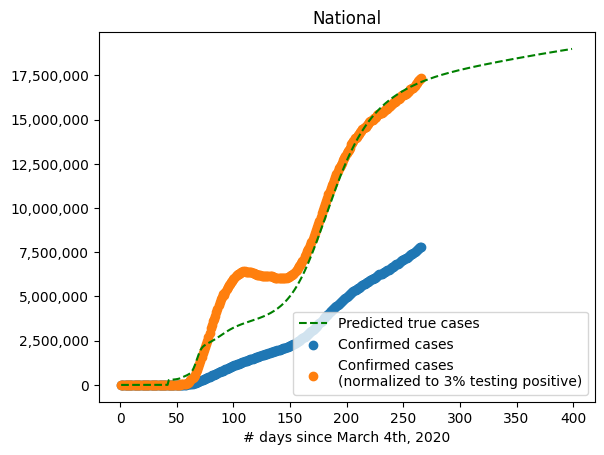 National
17,500,000
15,000,000
12,500,000
10,000,000
7,500,000
5,000,000
2,500,000
0
Predicted true cases
Confirmed cases
Confirmed cases
(normalized to 3% testing positive)
0 50 100 150 200 250 300 350 400
# days since March 4th, 2020